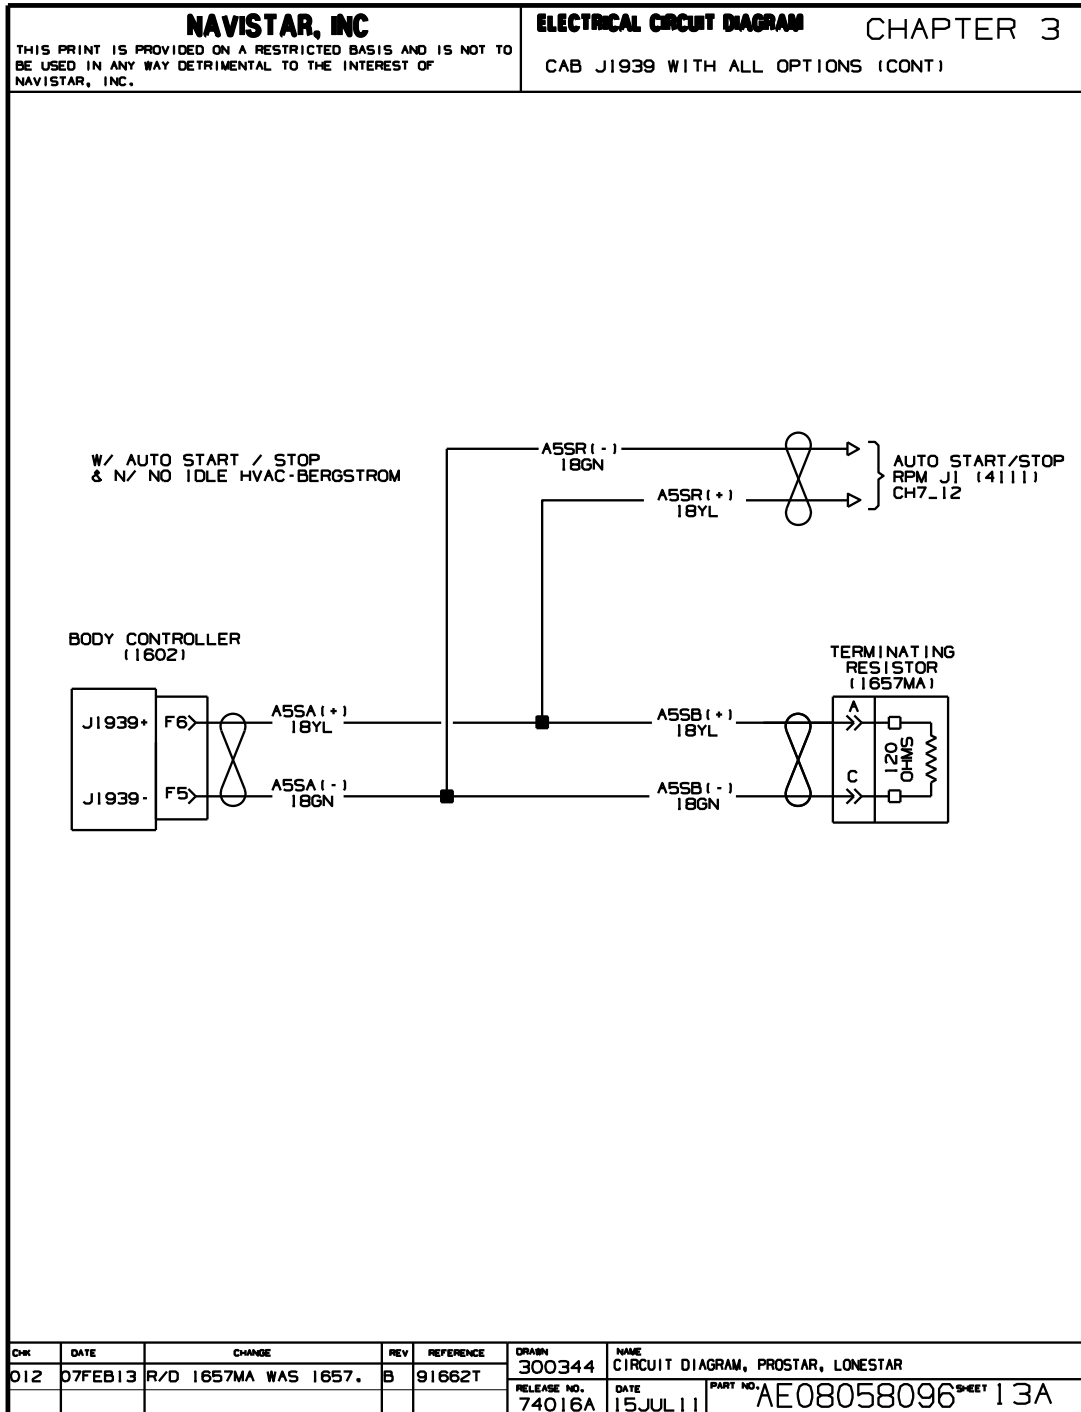 NAVISTAR, INC
THIS PRINT IS PROVIDED ON A RESTRICTED BASIS AND IS NOT TO
BE USED IN ANY WAY DETRIMENTAL TO THE INTEREST OF
NAVISTAR, INC.
ELECTRICAL CIRCUIT DIAGRAM
CHAPTER 3
CAB J1939 WITH ALL OPTIONS (CONT)
W/ AUTO START / STOP
& N/ NO IDLE HVAC-BERGSTROM
A5SR(-)
18GN
A5SR(+)
18YL
AUTO START/STOP
RPM J1 (4111)
CH7_12
BODY CONTROLLER
(1602)
J1939+
F6
A5SA(+)
18YL
J1939-
F5
A5SA(-)
18GN
A5SB(+)
18YL
A5SB(-)
18GN
TERMINATING
RESISTOR
(1657MA)
A
C
120
OHMS
CHK DATE CHANGE REV REFERENCE
012 07FEB13 R/D 1657MA WAS 1657. B 91662T
DRAWN
300344
NAME
CIRCUIT DIAGRAM, PROSTAR, LONESTAR
RELEASE NO.
74016A
DATE
15JUL11
PART NO. AE08058096 SHEET 13A